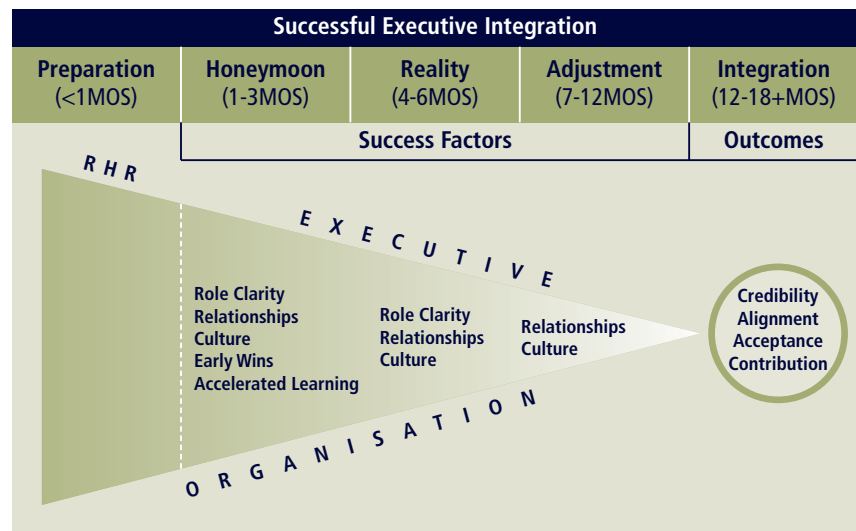 Successful Executive Integration
Preparation
(<1MOS)
Honeymoon
(1-3MOS)
Reality
(4-6MOS)
Adjustment
(7-12MOS)
Integration
(12-18+MOS)
Success Factors
Outcomes
RHR
EXECUTIVE
Role Clarity
Relationships
Culture
Early Wins
Accelerated Learning
Role Clarity
Relationships
Culture
Relationships
Culture
Credibility
Alignment
Acceptance
Contribution
ORGANISATION